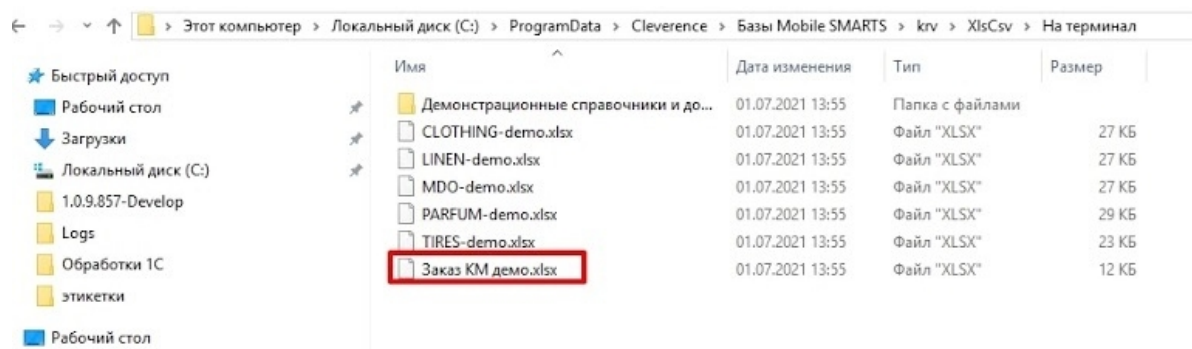 Этот компьютер > Локальный диск (C:) > ProgramData > Cleverence > Базы Mobile SMARTS > krv > XlsCsv > На терминал
Быстрый доступ
Рабочий стол
Загрузки
Локальный диск (C:)
1.0.9.857-Develop
Logs
Обработки 1С
этикетки
Рабочий стол
Имя Дата изменения Тип Размер
Демонстрационные справочники и до... 01.07.2021 13:55 Папка с файлами
CLOTHING-demo.xlsx 01.07.2021 13:55 Файл "XLSX" 27 КБ
LINEN-demo.xlsx 01.07.2021 13:55 Файл "XLSX" 27 КБ
MDO-demo.xlsx 01.07.2021 13:55 Файл "XLSX" 27 КБ
PARFUM-demo.xlsx 01.07.2021 13:55 Файл "XLSX" 29 КБ
TIRES-demo.xlsx 01.07.2021 13:55 Файл "XLSX" 23 КБ
Заказ КМ демо.xlsx 01.07.2021 13:55 Файл "XLSX" 12 КБ